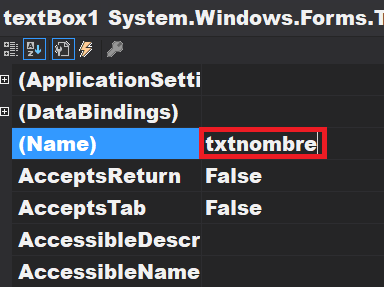 textBox1 System.Windows.Forms.T
(ApplicationSetti
(DataBindings)
(Name) txtnombre
AcceptsReturn False
AcceptsTab False
AccessibleDescr
AccessibleName